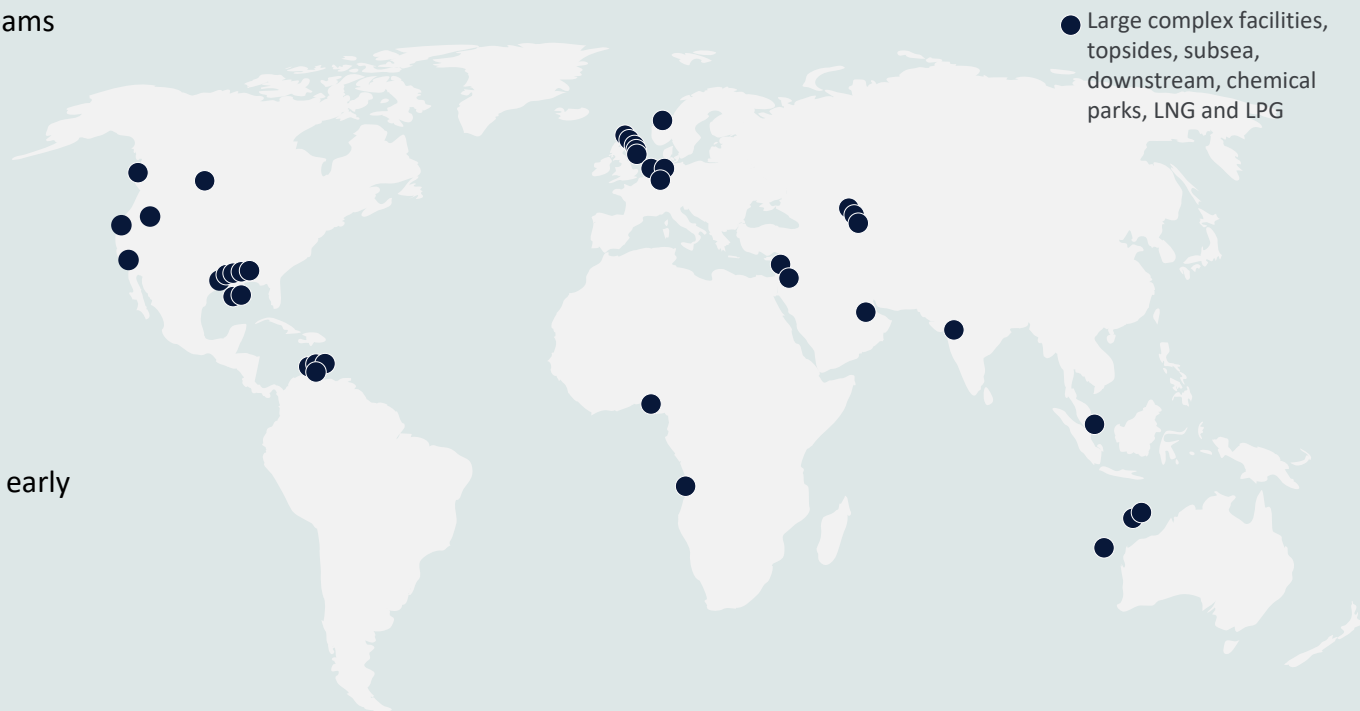 ams
Large complex facilities,
topsides, subsea,
downstream, chemical
parks, LNG and LPG
early